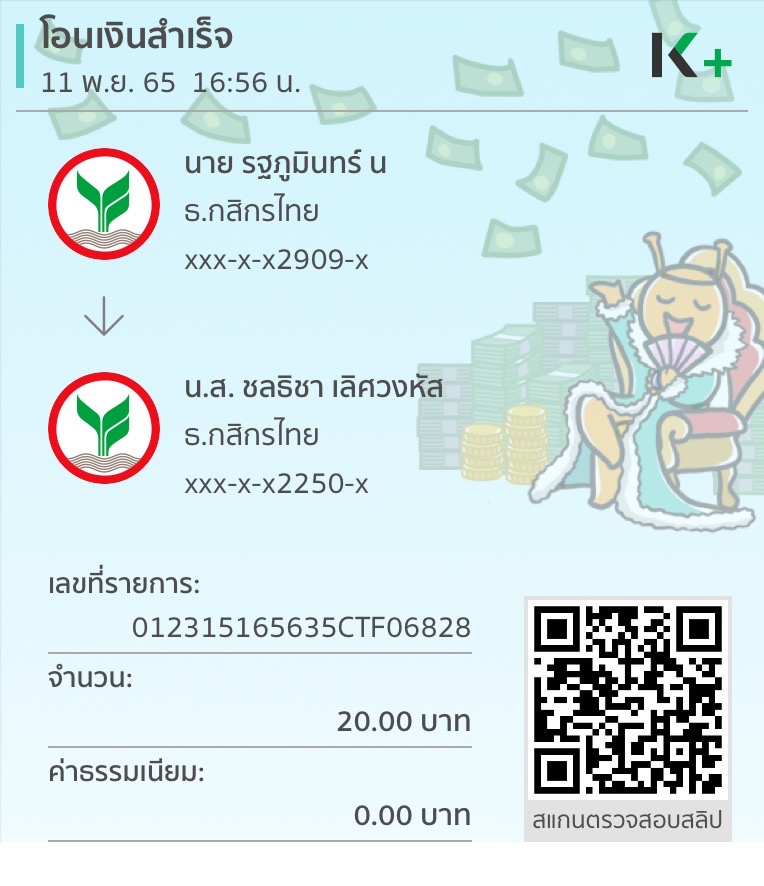 โอนเงินสำเร็จ
11 พ.ย. 65 16:56 น.
K+
นาย รฐภูมินทร์ น
ธ.กสิกรไทย
xxx-x-x2909-x
น.ส. ชลธิชา เลิศวงหัส
ธ.กสิกรไทย
xxx-x-x2250-x
เลขที่รายการ:
012315165635CTF06828
จำนวน:
20.00 บาท
ค่าธรรมเนียม:
0.00 บาท
สแกนตรวจสอบสลิป